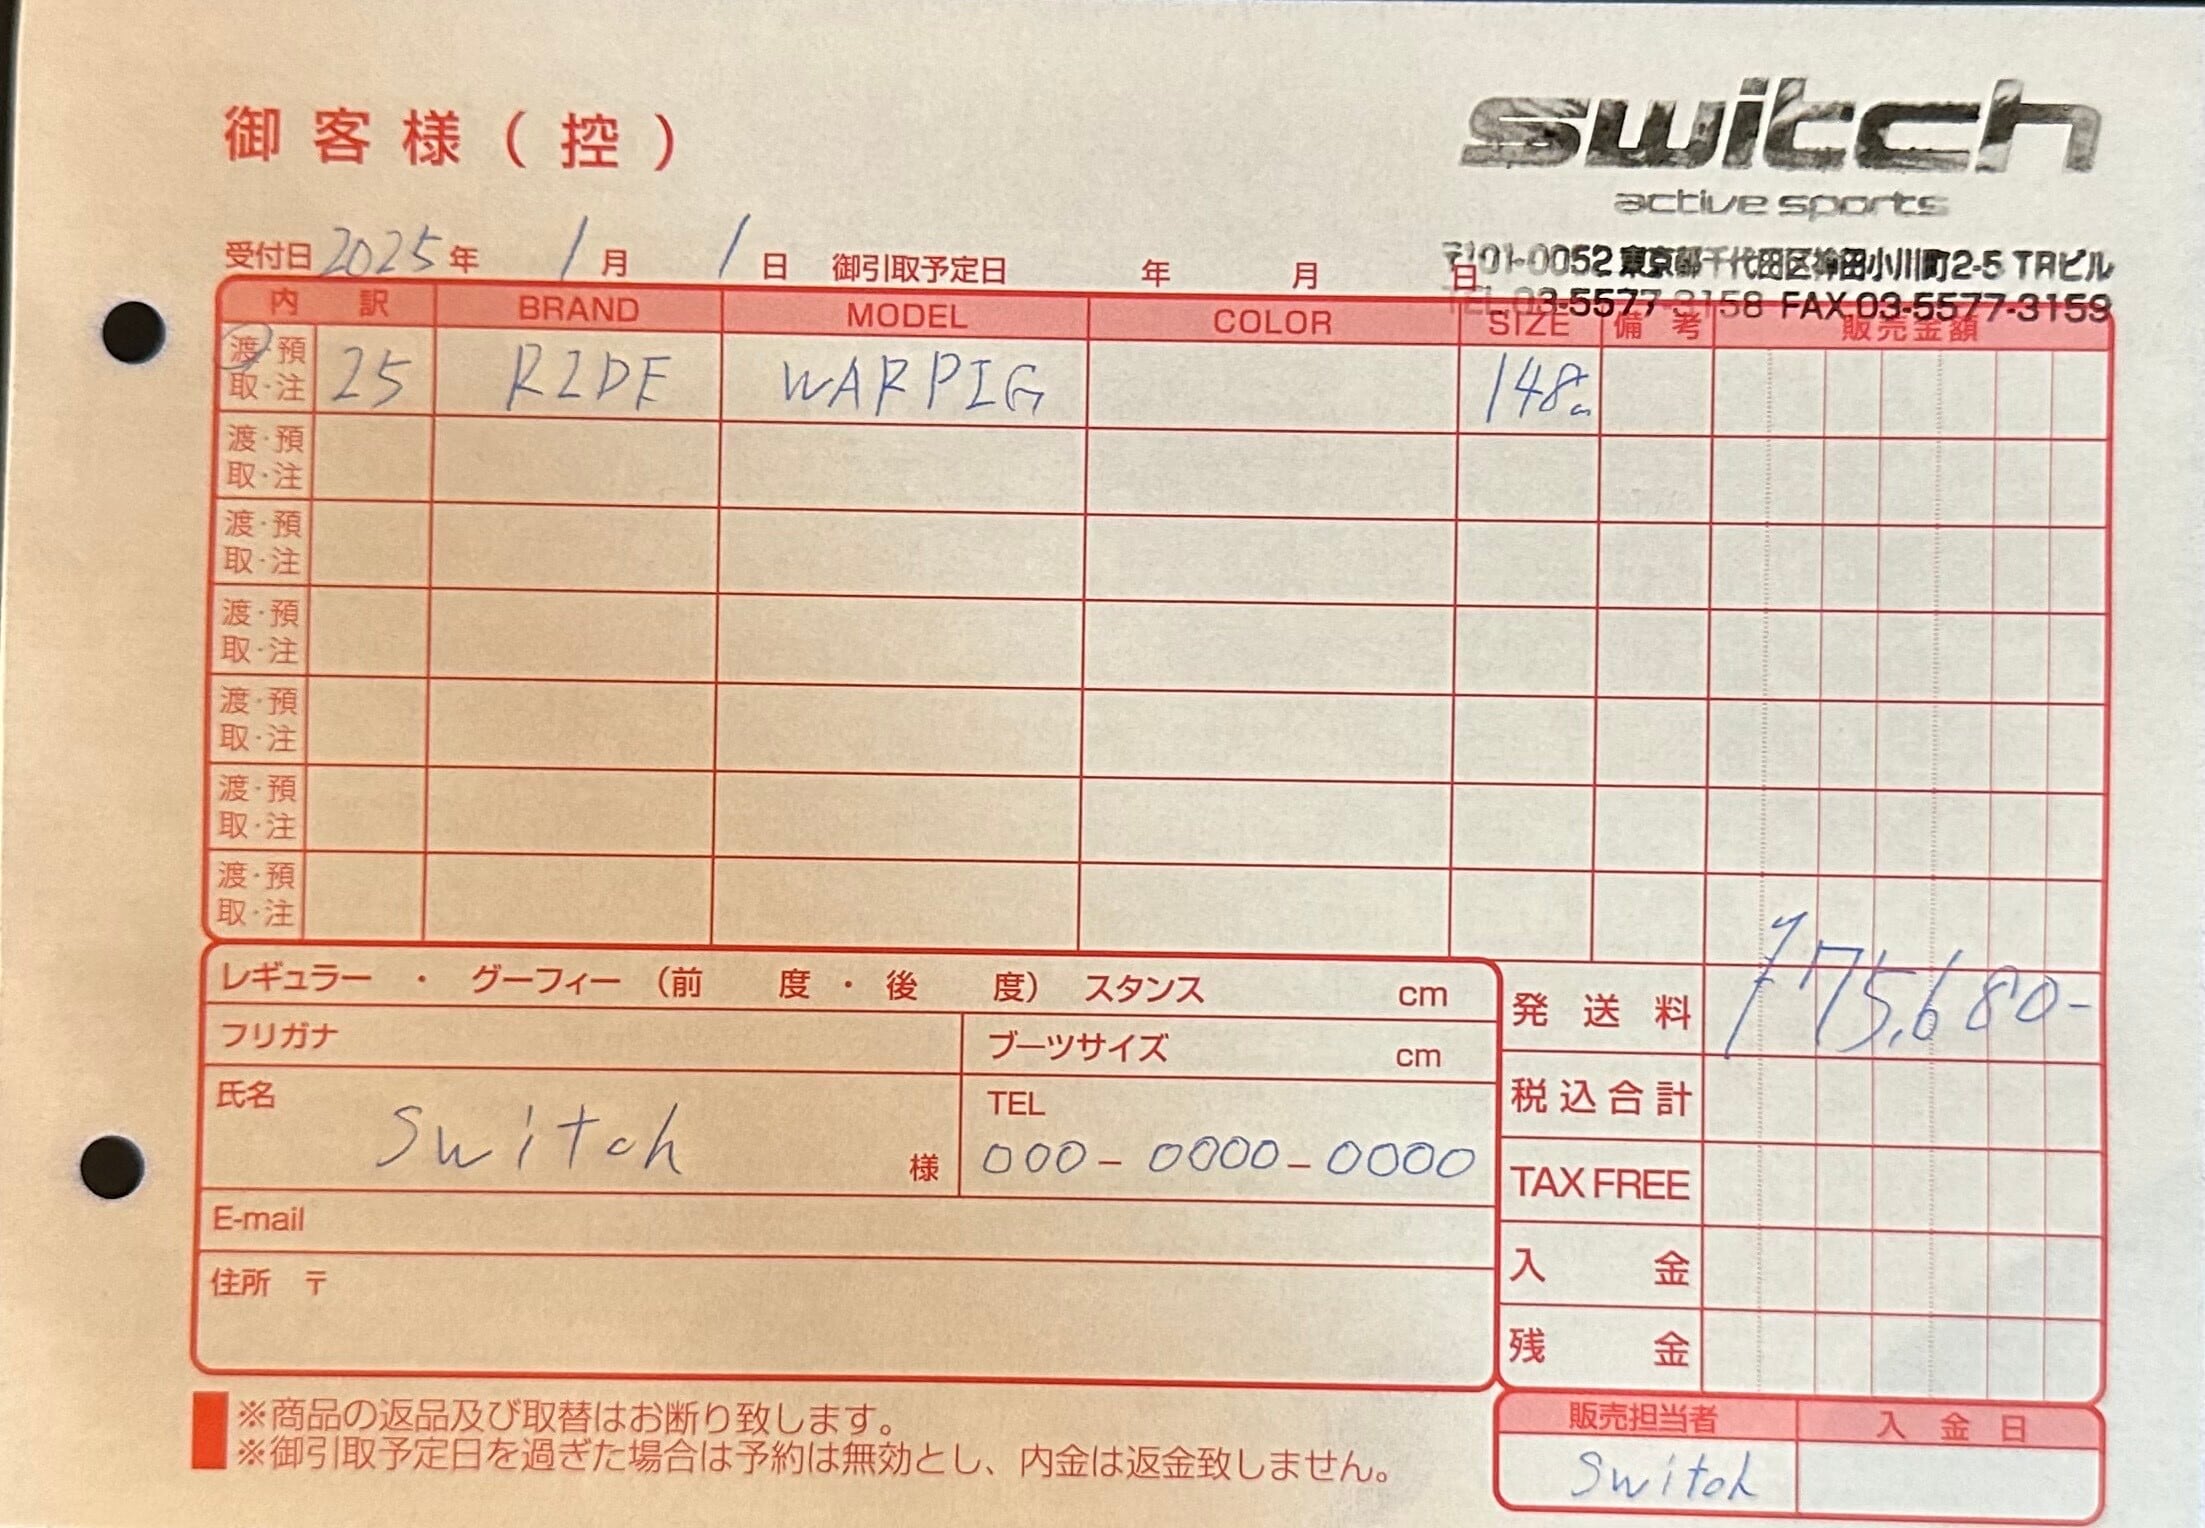 御客様（控）
switch
active sports
〒101-0052 東京都千代田区神田小川町2-5 TRビル
TEL.03-5577-3158 FAX.03-5577-3159
受付日 2025年 1月 1日 御引取予定日 年 月 日
内訳 BRAND MODEL COLOR SIZE 備考 販売金額
渡・預 取・注 25 RIDE WARPIG 148cm
渡・預
取・注
渡・預
取・注
渡・預
取・注
渡・預
取・注
渡・預
取・注
渡・預
取・注
レギュラー ・ グーフィー（前 度・後 度） スタンス cm
発送料 ¥75,680-
フリガナ ブーツサイズ cm
税込合計
氏名 Switch 様 TEL 000-0000-0000
TAX FREE
E-mail
入金
住所 〒
残金
※商品の返品及び取替はお断り致します。
※御引取予定日を過ぎた場合は予約は無効とし、内金は返金致しません。
販売担当者 入金日
Switch